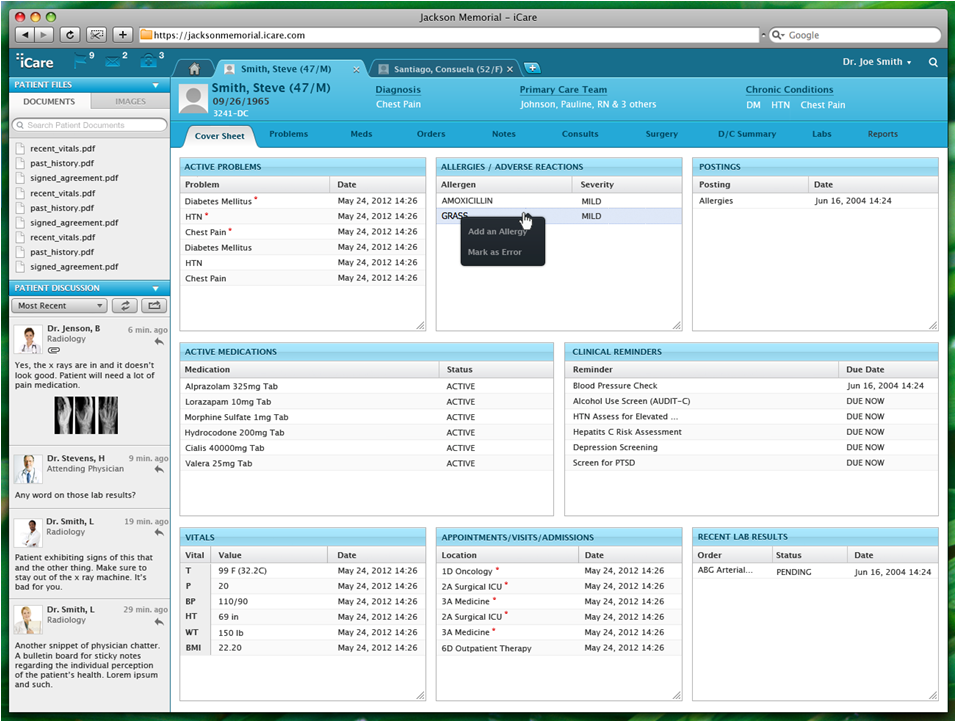 Jackson Memorial – iCare
https://jacksonmemorial.icare.com
Google
iCare
9
2
3
Smith, Steve (47/M)
Santiago, Consuela (52/F)
Dr. Joe Smith
PATIENT FILES
DOCUMENTS
IMAGES
Search Patient Documents
recent_vitals.pdf
past_history.pdf
signed_agreement.pdf
recent_vitals.pdf
past_history.pdf
signed_agreement.pdf
recent_vitals.pdf
past_history.pdf
signed_agreement.pdf
PATIENT DISCUSSION
Most Recent
Dr. Jenson, B
6 min. ago
Radiology
Yes, the x rays are in and it doesn't
look good. Patient will need a lot of
pain medication.
Dr. Stevens, H
9 min. ago
Attending Physician
Any word on those lab results?
Dr. Smith, L
19 min. ago
Radiology
Patient exhibiting signs of this that
and the other thing. Make sure to
stay out of the x ray machine. It's
bad for you.
Dr. Smith, L
29 min. ago
Radiology
Another snippet of physician chatter.
A bulletin board for sticky notes
regarding the individual perception
of the patient's health. Lorem ipsum
and such.
Smith, Steve (47/M)
09/26/1965
3241-DC
Diagnosis
Chest Pain
Primary Care Team
Johnson, Pauline, RN & 3 others
Chronic Conditions
DM HTN Chest Pain
Cover Sheet Problems Meds Orders Notes Consults Surgery D/C Summary Labs Reports
ACTIVE PROBLEMS
Problem Date
Diabetes Mellitus * May 24, 2012 14:26
HTN * May 24, 2012 14:26
Chest Pain * May 24, 2012 14:26
Diabetes Mellitus May 24, 2012 14:26
HTN May 24, 2012 14:26
Chest Pain May 24, 2012 14:26
ALLERGIES / ADVERSE REACTIONS
Allergen Severity
AMOXICILLIN MILD
GRASS MILD
Add an Allergy
Mark as Error
POSTINGS
Posting Date
Allergies Jun 16, 2004 14:24
ACTIVE MEDICATIONS
Medication Status
Alprazolam 325mg Tab ACTIVE
Lorazapam 10mg Tab ACTIVE
Morphine Sulfate 1mg Tab ACTIVE
Hydrocodone 200mg Tab ACTIVE
Cialis 40000mg Tab ACTIVE
Valera 25mg Tab ACTIVE
CLINICAL REMINDERS
Reminder Due Date
Blood Pressure Check Jun 16, 2004 14:24
Alcohol Use Screen (AUDIT-C) DUE NOW
HTN Assess for Elevated ... DUE NOW
Hepatits C Risk Assessment DUE NOW
Depression Screening DUE NOW
Screen for PTSD DUE NOW
VITALS
Vital Value Date
T 99 F (32.2C) May 24, 2012 14:26
P 20 May 24, 2012 14:26
BP 110/90 May 24, 2012 14:26
HT 69 in May 24, 2012 14:26
WT 150 lb May 24, 2012 14:26
BMI 22.20 May 24, 2012 14:26
APPOINTMENTS/VISITS/ADMISSIONS
Location Date
1D Oncology * May 24, 2012 14:26
2A Surgical ICU * May 24, 2012 14:26
3A Medicine * May 24, 2012 14:26
2A Surgical ICU * May 24, 2012 14:26
3A Medicine * May 24, 2012 14:26
6D Outpatient Therapy May 24, 2012 14:26
RECENT LAB RESULTS
Order Status Date
ABG Arterial... PENDING Jun 16, 2004 14:24